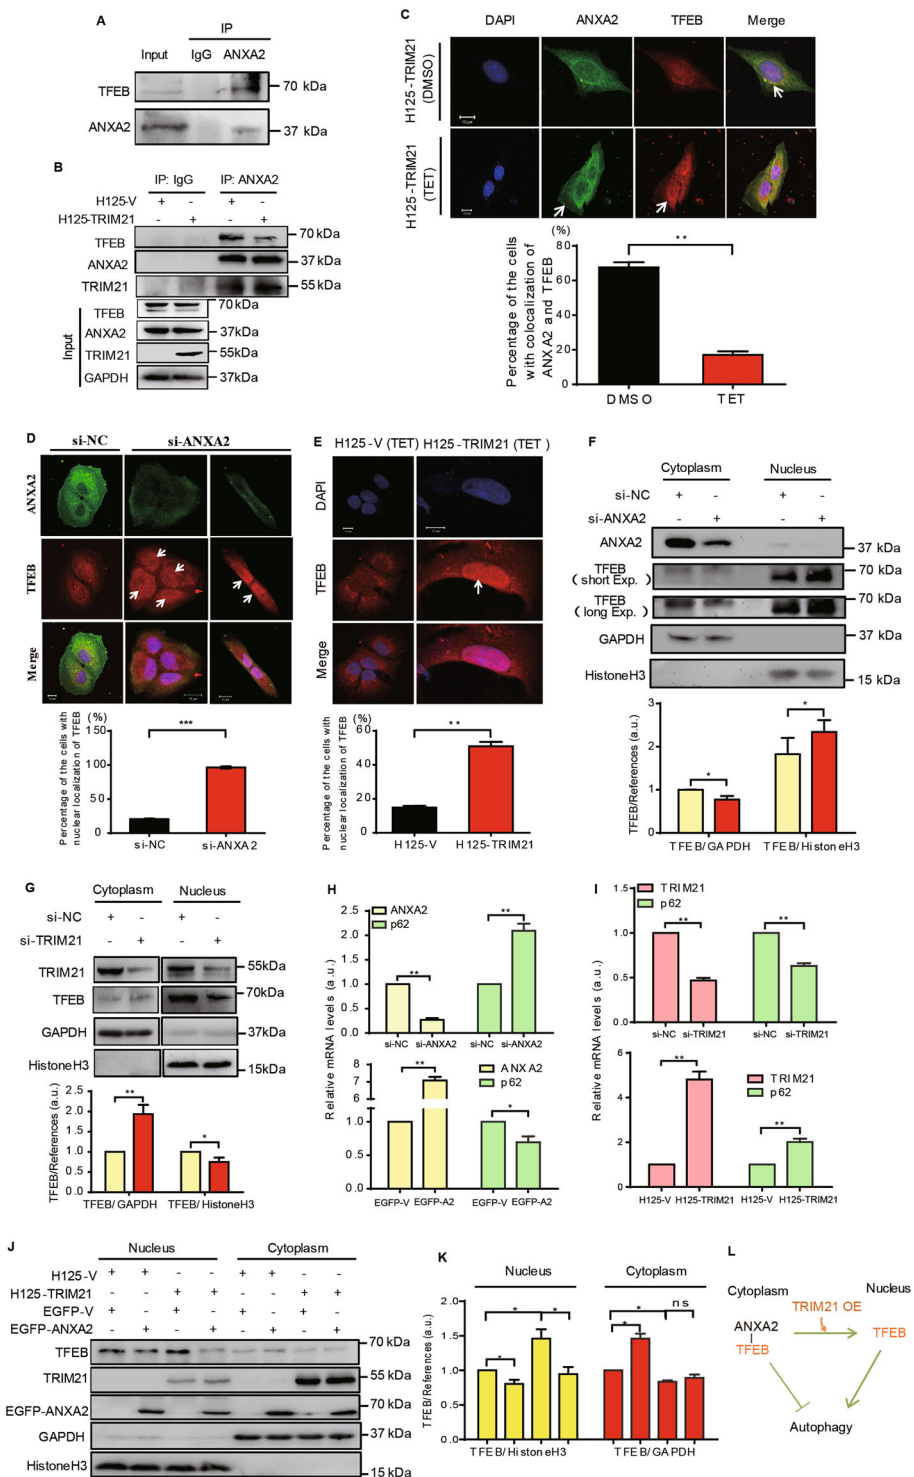 A
IP
Input IgG ANXA2
TFEB
70 kDa
ANXA2
37 kDa
B
IP: IgG IP: ANXA2
H125-V + - + -
H125-TRIM21 - + - +
TFEB 70kDa
ANXA2 37kDa
TRIM21 55kDa
Input
TFEB 70kDa
ANXA2 37kDa
TRIM21 55kDa
GAPDH 37kDa
C
DAPI ANXA2 TFEB Merge
H125-TRIM21 (DMSO)
10 μm
H125-TRIM21 (TET)
10 μm
Percentage of the cells with colocalization of ANXA2 and TFEB
(%)
80
60
40
20
0
**
DMSO TET
D
si-NC si-ANXA2
ANXA2
TFEB
Merge
Percentage of the cells with nuclear localization of TFEB
(%)
150
100
50
0
***
si-NC si-ANXA2
E
H125-V (TET) H125-TRIM21 (TET)
DAPI
TFEB
Merge
Percentage of the cells with nuclear localization of TFEB
(%)
60
40
20
0
**
H125-V H125-TRIM21
F
Cytoplasm Nucleus
si-NC + - + -
si-ANXA2 - + - +
ANXA2 37 kDa
TFEB (short Exp.) 70 kDa
TFEB (long Exp.) 70 kDa
GAPDH 37 kDa
HistoneH3 15 kDa
TFEB/References (a.u.)
3
2
1
0
*
*
TFEB/GAPDH TFEB/HistoneH3
G
Cytoplasm Nucleus
si-NC + - + -
si-TRIM21 - + - +
TRIM21 55kDa
TFEB 70kDa
GAPDH 37kDa
HistoneH3 15kDa
TFEB/References (a.u.)
2.0
1.5
1.0
0.5
0.0
**
*
TFEB/GAPDH TFEB/HistoneH3
H
Relative mRNA levels (a.u.)
ANXA2
p62
2.5
2.0
1.5
1.0
0.5
0.0
**
**
si-NC si-ANXA2 si-NC si-ANXA2
ANXA2
p62
8
7
6
1.0
0.5
0
**
*
EGFP-V EGFP-A2 EGFP-V EGFP-A2
I
Relative mRNA levels (a.u.)
TRIM21
p62
1.5
1.0
0.5
0.0
**
**
si-NC si-TRIM21 si-NC si-TRIM21
TRIM21
p62
6
4
2
0
**
**
H125-V H125-TRIM21 H125-V H125-TRIM21
J
Nucleus Cytoplasm
H125-V + + - - + + - -
H125-TRIM21 - - + + - - + +
EGFP-V + - + - + - + -
EGFP-ANXA2 - + - + - + - +
TFEB 70 kDa
TRIM21 55 kDa
EGFP-ANXA2 70 kDa
GAPDH 37 kDa
HistoneH3 15 kDa
K
Nucleus Cytoplasm
TFEB/References (a.u.)
2.0
1.5
1.0
0.5
0.0
*
*
*
*
*
ns
TFEB/HistoneH3 TFEB/GAPDH
L
Cytoplasm Nucleus
TRIM21 OE
ANXA2
TFEB
TFEB
Autophagy